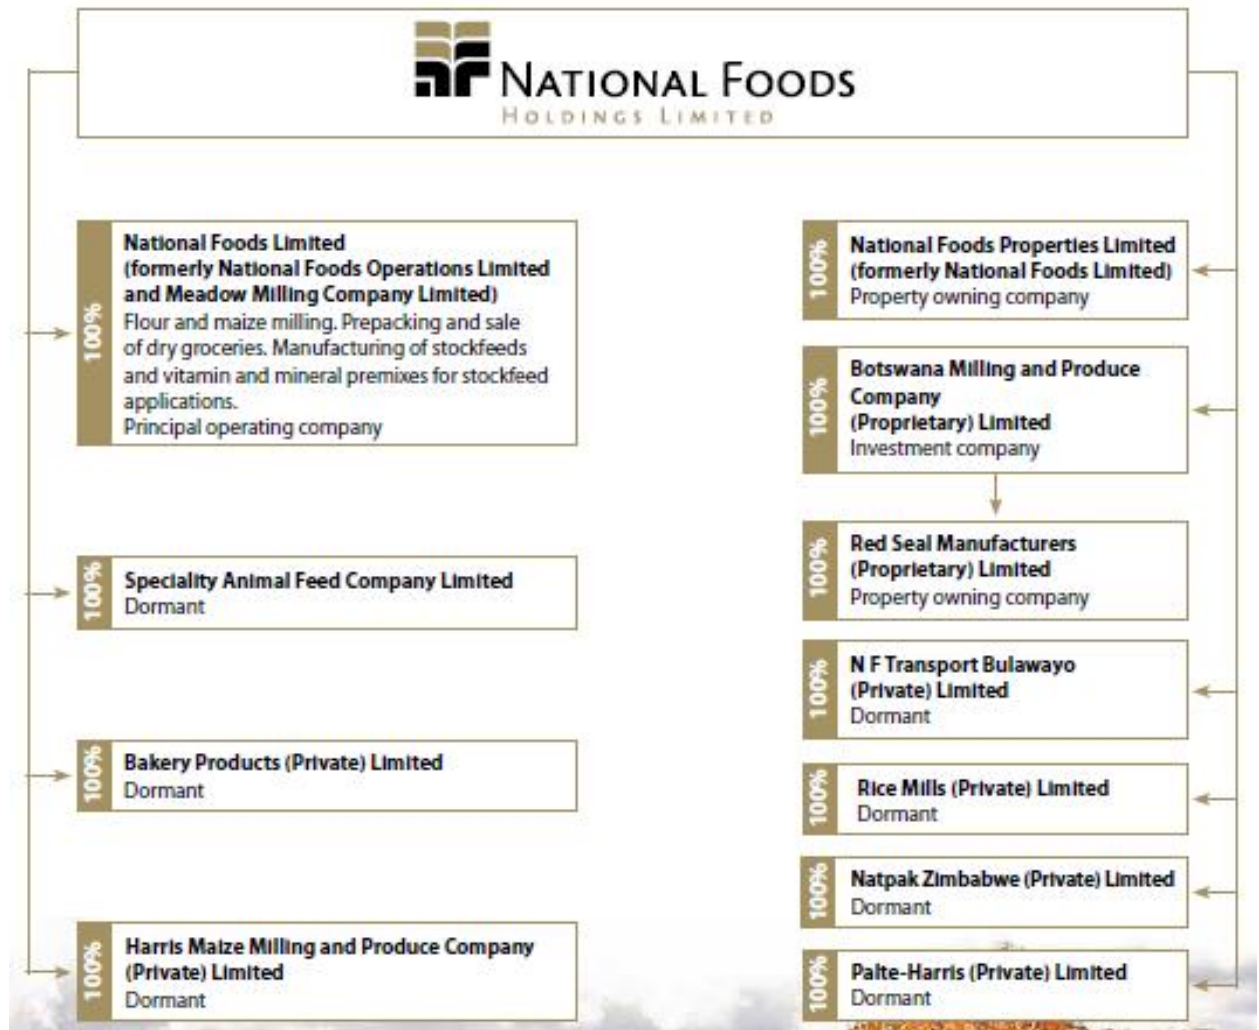 NATIONAL FOODS
HOLDINGS LIMITED
100%
National Foods Limited
(formerly National Foods Operations Limited
and Meadow Milling Company Limited)
Flour and maize milling. Prepacking and sale
of dry groceries. Manufacturing of stockfeeds
and vitamin and mineral premixes for stockfeed
applications.
Principal operating company
100%
Speciality Animal Feed Company Limited
Dormant
100%
Bakery Products (Private) Limited
Dormant
100%
Harris Maize Milling and Produce Company
(Private) Limited
Dormant
100%
National Foods Properties Limited
(formerly National Foods Limited)
Property owning company
100%
Botswana Milling and Produce
Company
(Proprietary) Limited
Investment company
100%
Red Seal Manufacturers
(Proprietary) Limited
Property owning company
100%
N F Transport Bulawayo
(Private) Limited
Dormant
100%
Rice Mills (Private) Limited
Dormant
100%
Natpak Zimbabwe (Private) Limited
Dormant
100%
Palte-Harris (Private) Limited
Dormant